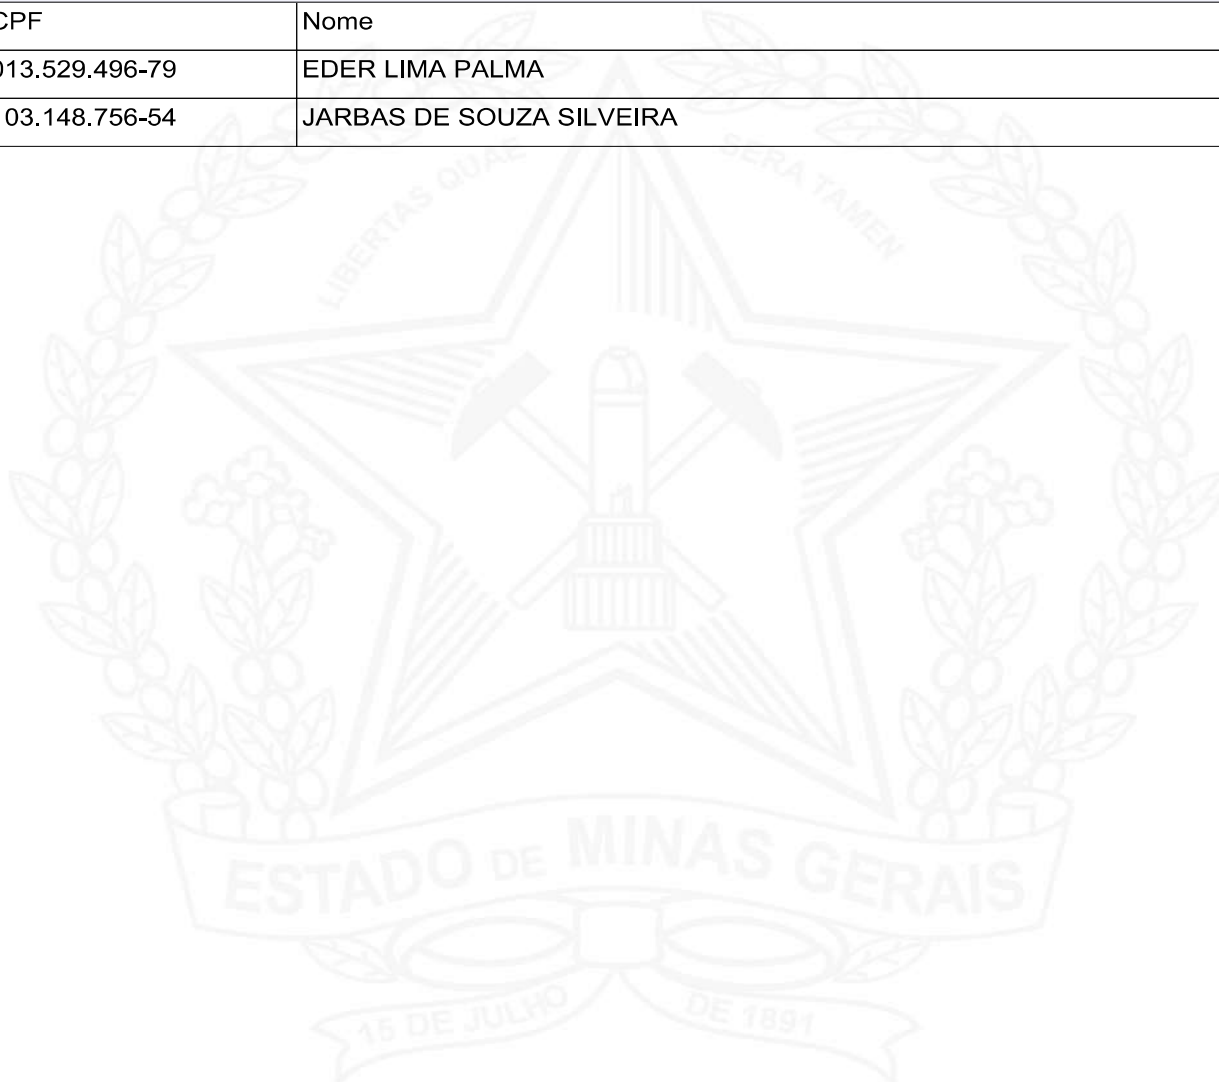 CPF Nome
013.529.496-79 EDER LIMA PALMA
03.148.756-54 JARBAS DE SOUZA SILVEIRA
LIBERTAS QUAE SERA TAMEN
ESTADO DE MINAS GERAIS
15 DE JULHO DE 1891